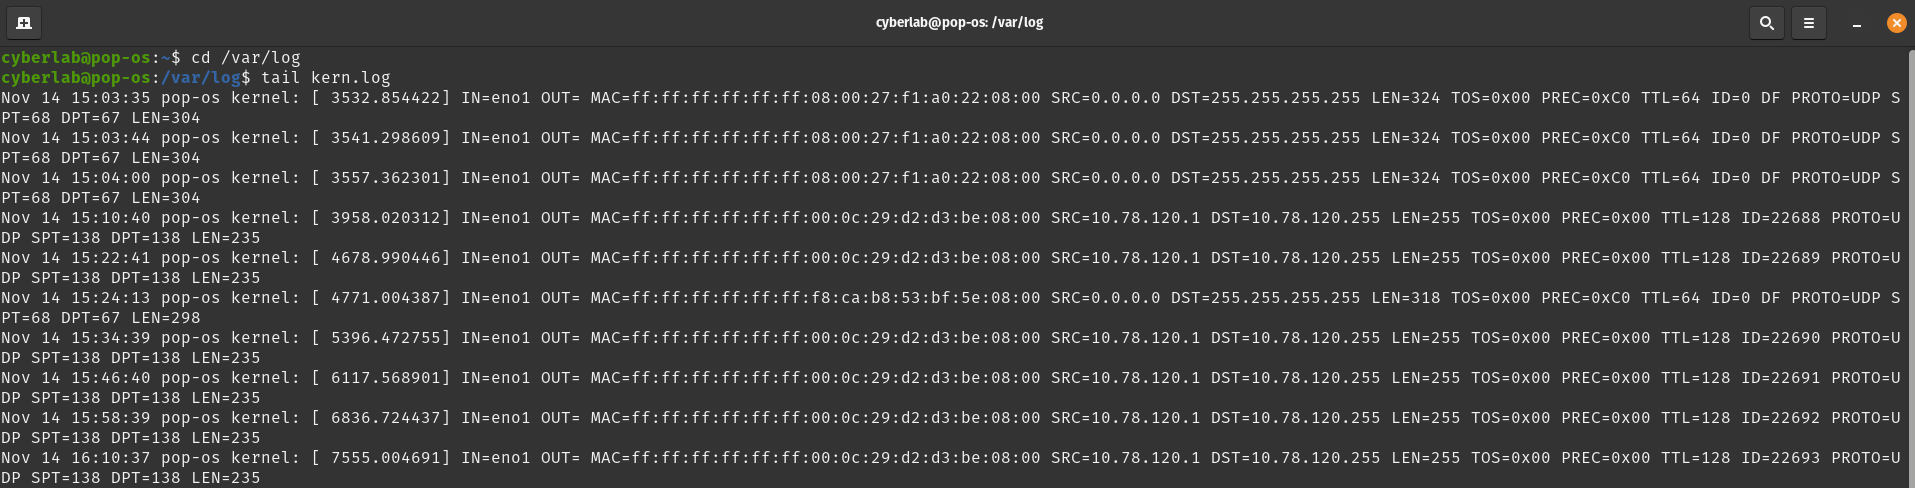 cyberlab@pop-os: /var/log
cyberlab@pop-os:~$ cd /var/log
cyberlab@pop-os:/var/log$ tail kern.log
Nov 14 15:03:35 pop-os kernel: [ 3532.854422] IN=eno1 OUT= MAC=ff:ff:ff:ff:ff:ff:08:00:27:f1:a0:22:08:00 SRC=0.0.0.0 DST=255.255.255.255 LEN=324 TOS=0x00 PREC=0xC0 TTL=64 ID=0 DF PROTO=UDP S
PT=68 DPT=67 LEN=304
Nov 14 15:03:44 pop-os kernel: [ 3541.298609] IN=eno1 OUT= MAC=ff:ff:ff:ff:ff:ff:08:00:27:f1:a0:22:08:00 SRC=0.0.0.0 DST=255.255.255.255 LEN=324 TOS=0x00 PREC=0xC0 TTL=64 ID=0 DF PROTO=UDP S
PT=68 DPT=67 LEN=304
Nov 14 15:04:00 pop-os kernel: [ 3557.362301] IN=eno1 OUT= MAC=ff:ff:ff:ff:ff:ff:08:00:27:f1:a0:22:08:00 SRC=0.0.0.0 DST=255.255.255.255 LEN=324 TOS=0x00 PREC=0xC0 TTL=64 ID=0 DF PROTO=UDP S
PT=68 DPT=67 LEN=304
Nov 14 15:10:40 pop-os kernel: [ 3958.020312] IN=eno1 OUT= MAC=ff:ff:ff:ff:ff:ff:00:0c:29:d2:d3:be:08:00 SRC=10.78.120.1 DST=10.78.120.255 LEN=255 TOS=0x00 PREC=0x00 TTL=128 ID=22688 PROTO=U
DP SPT=138 DPT=138 LEN=235
Nov 14 15:22:41 pop-os kernel: [ 4678.990446] IN=eno1 OUT= MAC=ff:ff:ff:ff:ff:ff:00:0c:29:d2:d3:be:08:00 SRC=10.78.120.1 DST=10.78.120.255 LEN=255 TOS=0x00 PREC=0x00 TTL=128 ID=22689 PROTO=U
DP SPT=138 DPT=138 LEN=235
Nov 14 15:24:13 pop-os kernel: [ 4771.004387] IN=eno1 OUT= MAC=ff:ff:ff:ff:ff:ff:f8:ca:b8:53:bf:5e:08:00 SRC=0.0.0.0 DST=255.255.255.255 LEN=318 TOS=0x00 PREC=0xC0 TTL=64 ID=0 DF PROTO=UDP S
PT=68 DPT=67 LEN=298
Nov 14 15:34:39 pop-os kernel: [ 5396.472755] IN=eno1 OUT= MAC=ff:ff:ff:ff:ff:ff:00:0c:29:d2:d3:be:08:00 SRC=10.78.120.1 DST=10.78.120.255 LEN=255 TOS=0x00 PREC=0x00 TTL=128 ID=22690 PROTO=U
DP SPT=138 DPT=138 LEN=235
Nov 14 15:46:40 pop-os kernel: [ 6117.568901] IN=eno1 OUT= MAC=ff:ff:ff:ff:ff:ff:00:0c:29:d2:d3:be:08:00 SRC=10.78.120.1 DST=10.78.120.255 LEN=255 TOS=0x00 PREC=0x00 TTL=128 ID=22691 PROTO=U
DP SPT=138 DPT=138 LEN=235
Nov 14 15:58:39 pop-os kernel: [ 6836.724437] IN=eno1 OUT= MAC=ff:ff:ff:ff:ff:ff:00:0c:29:d2:d3:be:08:00 SRC=10.78.120.1 DST=10.78.120.255 LEN=255 TOS=0x00 PREC=0x00 TTL=128 ID=22692 PROTO=U
DP SPT=138 DPT=138 LEN=235
Nov 14 16:10:37 pop-os kernel: [ 7555.004691] IN=eno1 OUT= MAC=ff:ff:ff:ff:ff:ff:00:0c:29:d2:d3:be:08:00 SRC=10.78.120.1 DST=10.78.120.255 LEN=255 TOS=0x00 PREC=0x00 TTL=128 ID=22693 PROTO=U
DP SPT=138 DPT=138 LEN=235